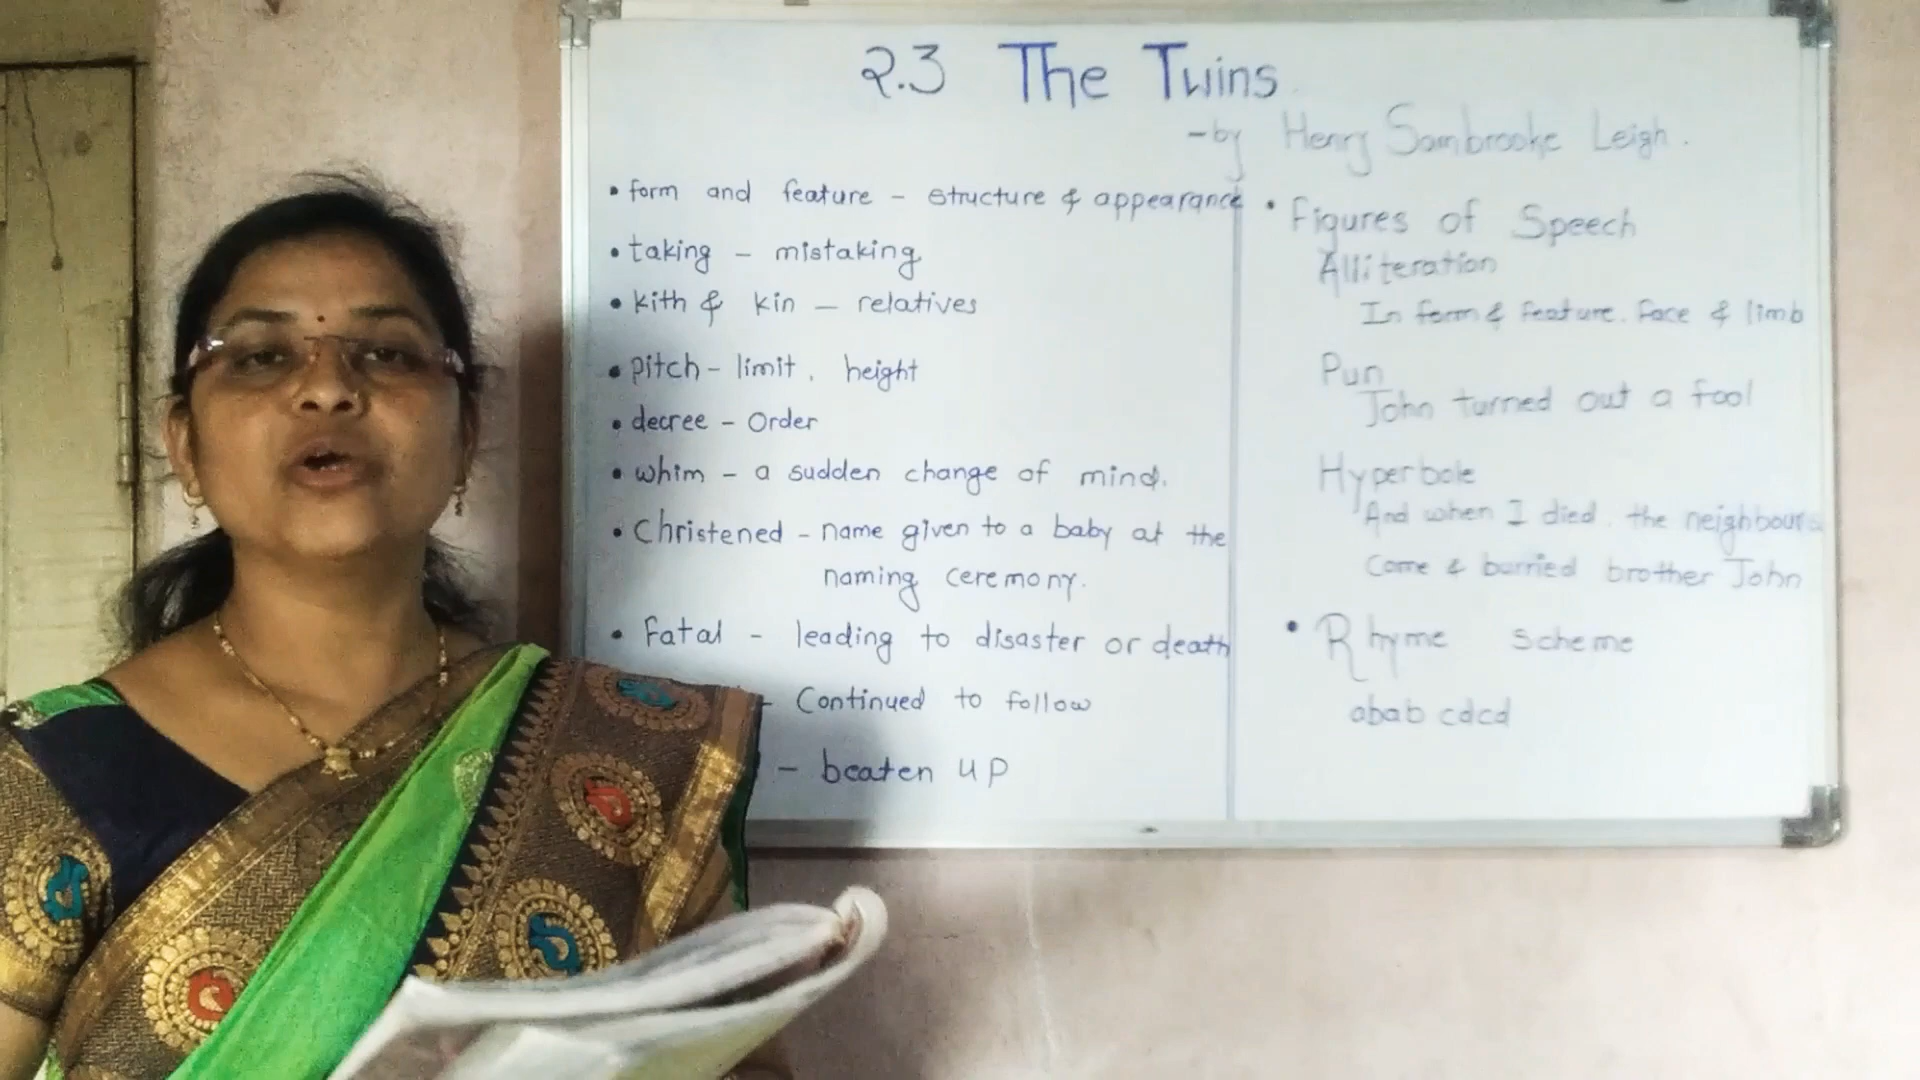 2.3 The Twins
-by Henry Sambrooke Leigh.
• form and feature - structure & appearance
• taking - mistaking
• kith & kin - relatives
• pitch - limit, height
• decree - Order
• whim - a sudden change of mind.
• Christened - name given to a baby at the
naming ceremony.
• Fatal - leading to disaster or death
- Continued to follow
- beaten up
• Figures of Speech
Alliteration
In form & feature. face & limb
Pun
John turned out a fool
Hyperbole
And when I died, the neighbours
Came & burried brother John
• Rhyme scheme
abab cdcd